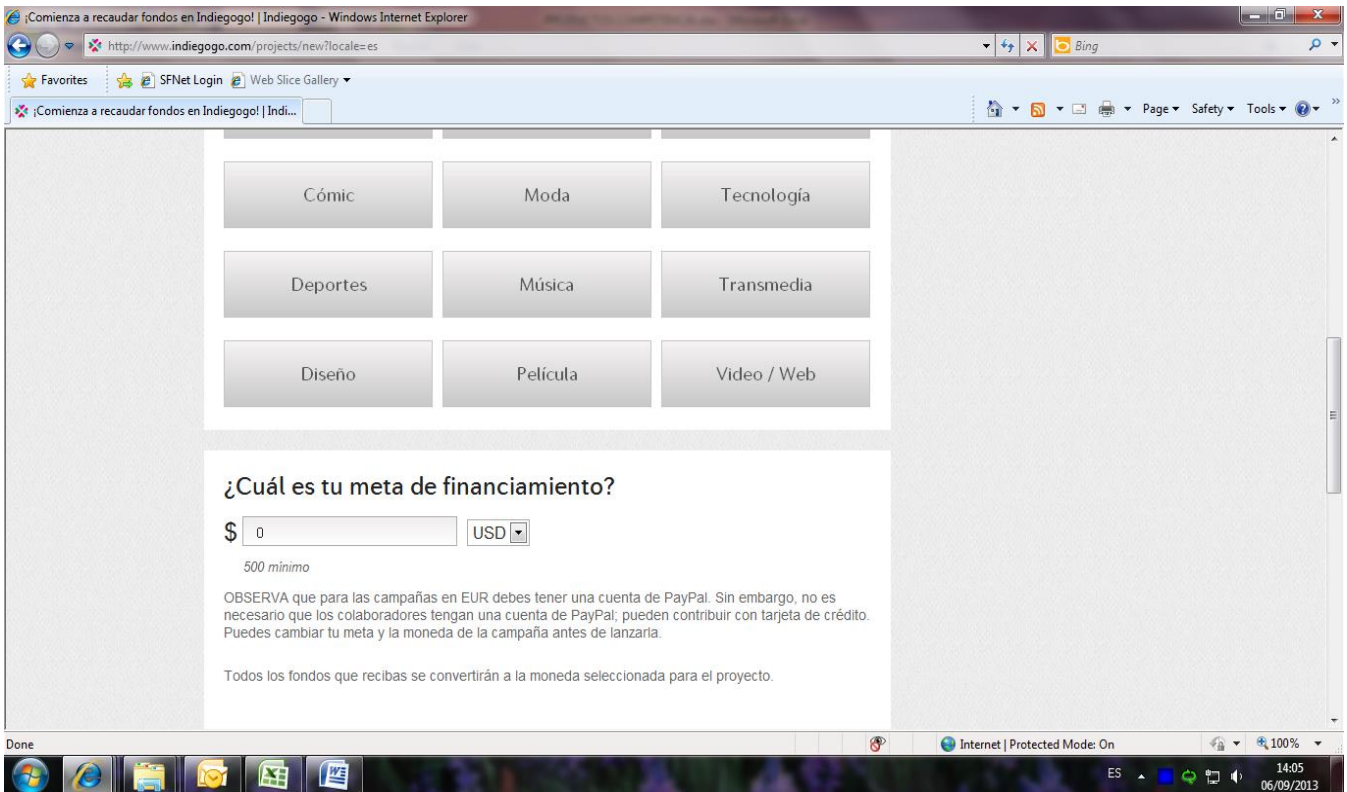 ¡Comienza a recaudar fondos en Indiegogo! | Indiegogo - Windows Internet Explorer
http://www.indiegogo.com/projects/new?locale=es
Bing
Favorites SFNet Login Web Slice Gallery
¡Comienza a recaudar fondos en Indiegogo! | Indi...
Page Safety Tools
Cómic Moda Tecnología
Deportes Música Transmedia
Diseño Película Video / Web
¿Cuál es tu meta de financiamiento?
$ 0 USD
500 mínimo
OBSERVA que para las campañas en EUR debes tener una cuenta de PayPal. Sin embargo, no es
necesario que los colaboradores tengan una cuenta de PayPal; pueden contribuir con tarjeta de crédito.
Puedes cambiar tu meta y la moneda de la campaña antes de lanzarla.
Todos los fondos que recibas se convertirán a la moneda seleccionada para el proyecto.
Done Internet | Protected Mode: On 100%
ES 14:05
06/09/2013